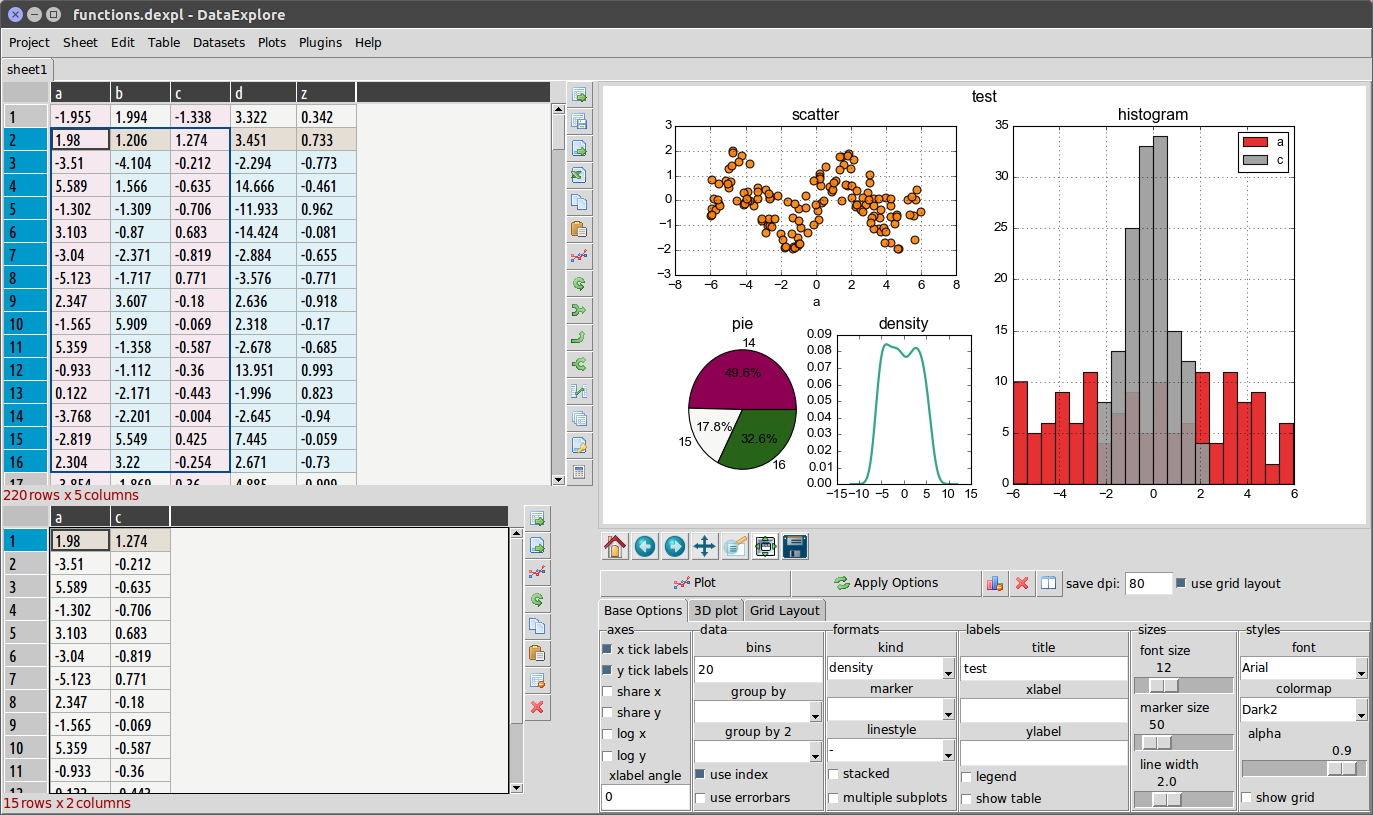 functions.dexpl - DataExplore
Project Sheet Edit Table Datasets Plots Plugins Help
sheet1
a b c d z
1 -1.955 1.994 -1.338 3.322 0.342
2 1.98 1.206 1.274 3.451 0.733
3 -3.51 -4.104 -0.212 -2.294 -0.773
4 5.589 1.566 -0.635 14.666 -0.461
5 -1.302 -1.309 -0.706 -11.933 0.962
6 3.103 -0.87 0.683 -14.424 -0.081
7 -3.04 -2.371 -0.819 -2.884 -0.655
8 -5.123 -1.717 0.771 -3.576 -0.771
9 2.347 3.607 -0.18 2.636 -0.918
10 -1.565 5.909 -0.069 2.318 -0.17
11 5.359 -1.358 -0.587 -2.678 -0.685
12 -0.933 -1.112 -0.36 13.951 0.993
13 0.122 -2.171 -0.443 -1.996 0.823
14 -3.768 -2.201 -0.004 -2.645 -0.94
15 -2.819 5.549 0.425 7.445 -0.059
16 2.304 3.22 -0.254 2.671 -0.73
220 rows x 5 columns
a c
1 1.98 1.274
2 -3.51 -0.212
3 5.589 -0.635
4 -1.302 -0.706
5 3.103 0.683
6 -3.04 -0.819
7 -5.123 0.771
8 2.347 -0.18
9 -1.565 -0.069
10 5.359 -0.587
11 -0.933 -0.36
15 rows x 2 columns
test
scatter
3
2
1
0
−1
−2
−3
−8 −6 −4 −2 0 2 4 6 8
a
pie
14
49.6%
17.8%
15
32.6%
16
density
0.09
0.08
0.07
0.06
0.05
0.04
0.03
0.02
0.01
0.00
−15 −10 −5 0 5 10 15
histogram
a
c
35
30
25
20
15
10
5
0
−6 −4 −2 0 2 4 6
Plot Apply Options save dpi: 80 use grid layout
Base Options 3D plot Grid Layout
axes
x tick labels
y tick labels
share x
share y
log x
log y
xlabel angle
0
data
bins
20
group by
group by 2
use index
use errorbars
formats
kind
density
marker
linestyle
-
stacked
multiple subplots
labels
title
test
xlabel
ylabel
legend
show table
sizes
font size
12
marker size
50
line width
2.0
styles
font
Arial
colormap
Dark2
alpha
0.9
show grid